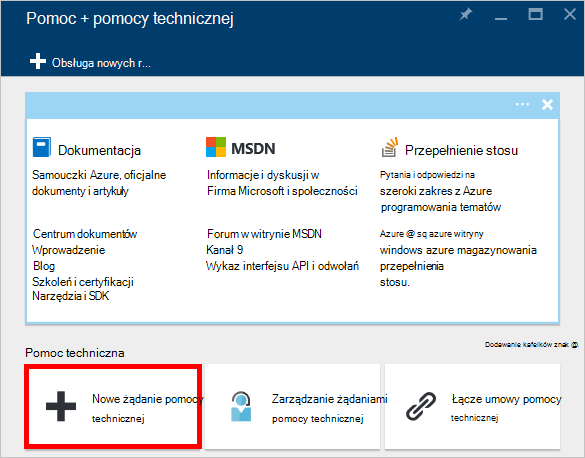 Pomoc + pomocy technicznej
Obsługa nowych r...
Dokumentacja
Samouczki Azure, oficjalne
dokumenty i artykuły
Centrum dokumentów
Wprowadzenie
Blog
Szkoleń i certyfikacji
Narzędzia i SDK
MSDN
Informacje i dyskusji w
Firma Microsoft i społeczności
Forum w witrynie MSDN
Kanał 9
Wykaz interfejsu API i odwołań
Przepełnienie stosu
Pytania i odpowiedzi na
szeroki zakres z Azure
programowania tematów
Azure @ sq azure witryny
windows azure magazynowania
przepełnienia
stosu.
Dodawanie kafelków znak @
Pomoc techniczna
Nowe żądanie pomocy
technicznej
Zarządzanie żądaniami
pomocy technicznej
Łącze umowy pomocy
technicznej